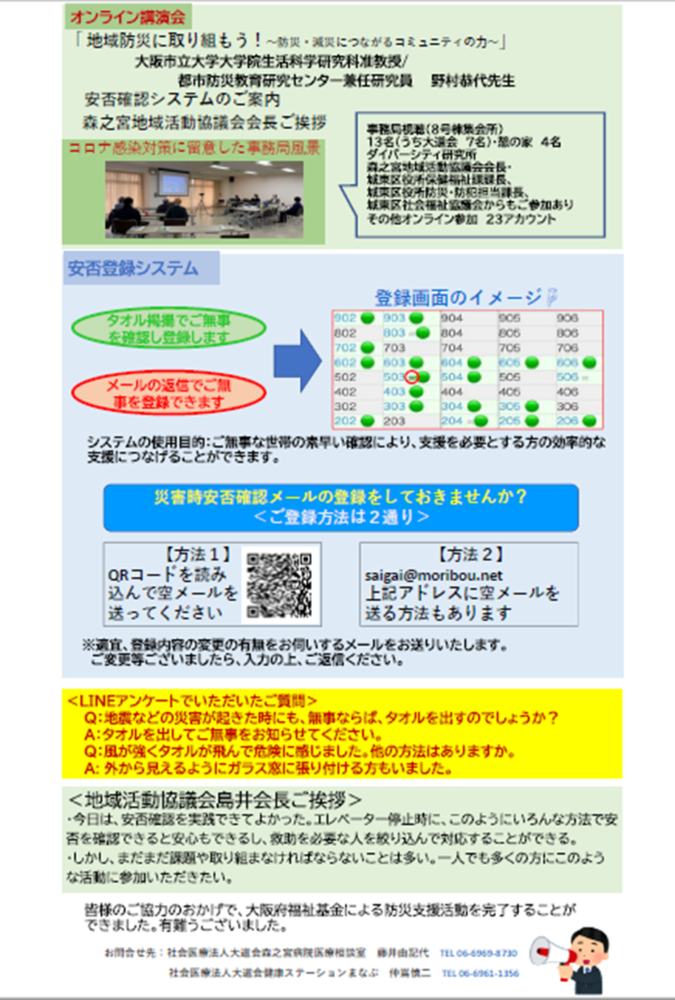 オンライン講演会
「 地域防災に取り組もう！～防災・減災につながるコミュニティの力～」
大阪市立大学大学院生活科学研究科准教授/
都市防災教育研究センター兼任研究員　野村恭代先生
安否確認システムのご案内
森之宮地域活動協議会会長ご挨拶
コロナ感染対策に留意した事務局風景
事務局視聴（8号棟集会所）
13名（うち大道会　7名）・憩の家　4名
ダイバーシティ研究所
森之宮地域活動協議会会長・
城東区役所保健福祉課課長、
城東区役所防災・防犯担当課長、
城東区社会福祉協議会からもご参加あり
その他オンライン参加　23アカウント
安否登録システム
タオル掲揚でご無事
を確認し登録します
メールの返信でご無
事を登録できます
登録画面のイメージ
902 903 904 905 906
802 803 804 805 806
702 703 704 705 706
602 603 604 605 606
502 503 504 505 506
402 403 404 405 406
302 303 304 305 306
202 203 204 205 206
システムの使用目的：ご無事な世帯の素早い確認により、支援を必要とする方の効率的な
支援につなげることができます。
災害時安否確認メールの登録をしておきませんか？
＜ご登録方法は２通り＞
【方法１】
QRコードを読み
込んで空メールを
送ってください
【方法２】
saigai@moribou.net
上記アドレスに空メールを
送る方法もあります
※適宜、登録内容の変更の有無をお伺いするメールをお送りいたします。
ご変更等ございましたら、入力の上、ご返信ください。
＜LINEアンケートでいただいたご質問＞
Q：地震などの災害が起きた時にも、無事ならば、タオルを出すのでしょうか？
A：タオルを出してご無事をお知らせてください。
Q：風が強くタオルが飛んで危険に感じました。他の方法はありますか。
A: 外から見えるようにガラス窓に張り付ける方もいました。
＜地域活動協議会島井会長ご挨拶＞
・今日は、安否確認を実践できてよかった。エレベーター停止時に、このようにいろんな方法で安
否を確認できると安心もできるし、救助を必要な人を絞り込んで対応することができる。
・しかし、まだまだ課題や取り組まなければならないことは多い。一人でも多くの方にこのよう
な活動に参加いただきたい。
皆様のご協力のおかげで、大阪府福祉基金による防災支援活動を完了することが
できました。有難うございました。
お問合せ先：社会医療法人大道会森之宮病院医療相談室　藤井由記代　TEL 06-6969-8730
社会医療法人大道会健康ステーションまなぶ　仲嶌慎二　TEL 06-6961-1356